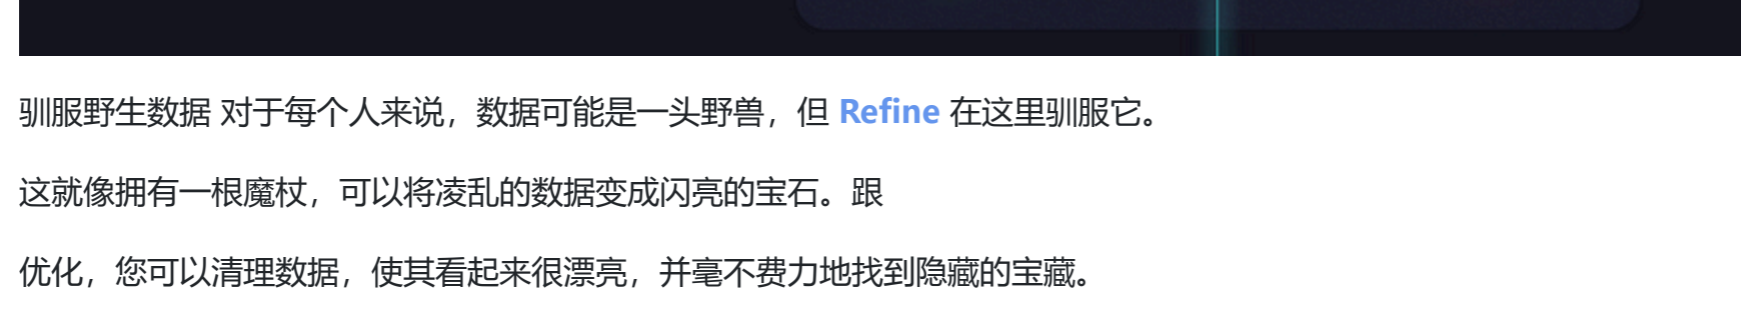 驯服野生数据 对于每个人来说，数据可能是一头野兽，但 Refine 在这里驯服它。
这就像拥有一根魔杖，可以将凌乱的数据变成闪亮的宝石。跟
优化，您可以清理数据，使其看起来很漂亮，并毫不费力地找到隐藏的宝藏。